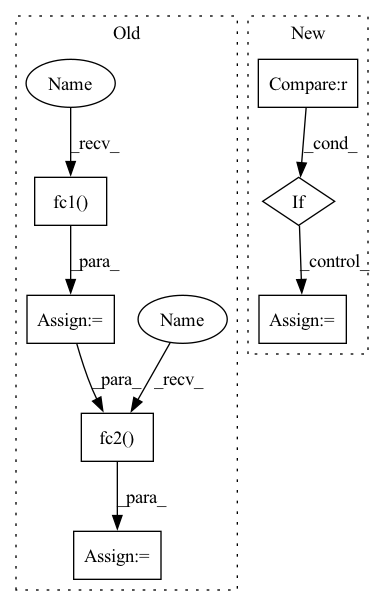 Old
New
Name
Compare:r
_recv_
_cond_
fc1()
If
_para_
_control_
Assign:=
Name
Assign:=
_para_
_recv_
fc2()
_para_
Assign:=